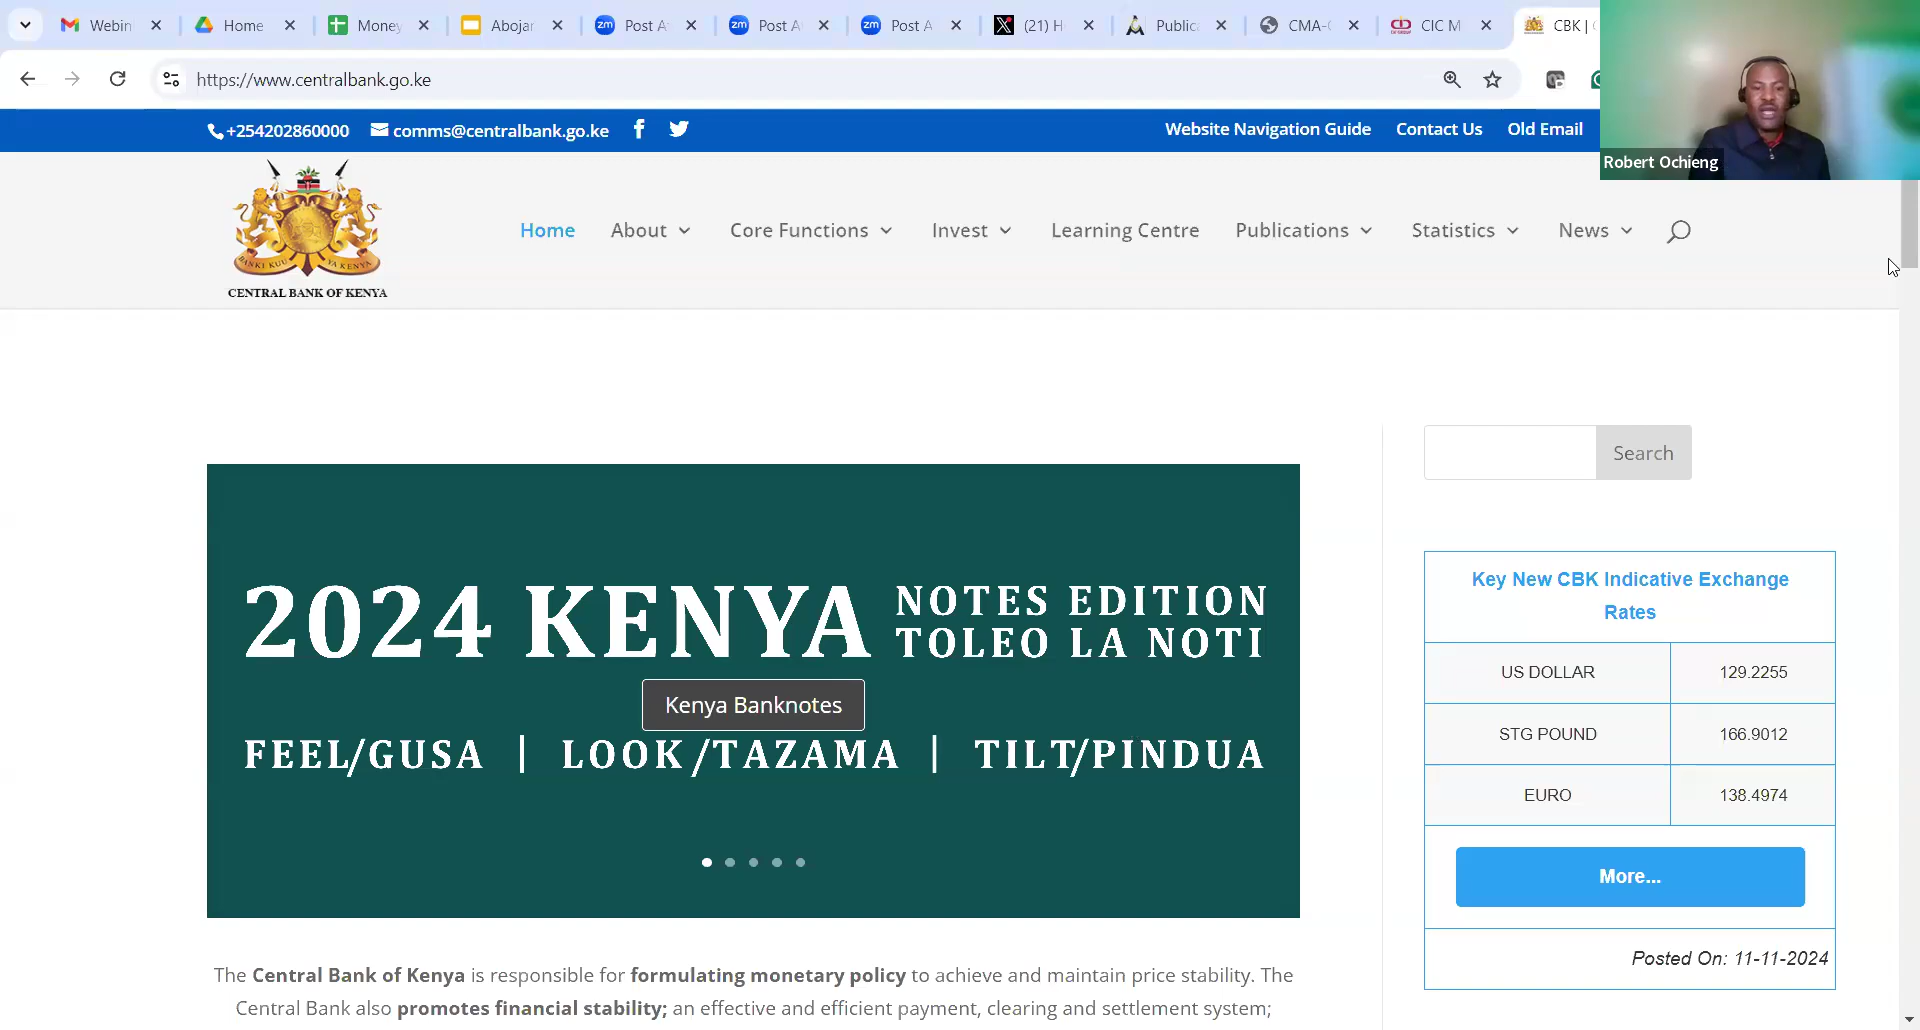 Webin
Home
Money
Abojan
Post A
Post A
Post A
(21) H
Public
CMA-
CIC M
CBK |
https://www.centralbank.go.ke
+254202860000
comms@centralbank.go.ke
Website Navigation Guide
Contact Us
Old Email
Robert Ochieng
BANKI KUU YA KENYA
CENTRAL BANK OF KENYA
Home
About
Core Functions
Invest
Learning Centre
Publications
Statistics
News
Search
2024 KENYA
NOTES EDITION
TOLEO LA NOTI
Kenya Banknotes
FEEL/GUSA | LOOK/TAZAMA | TILT/PINDUA
Key New CBK Indicative Exchange
Rates
US DOLLAR 129.2255
STG POUND 166.9012
EURO 138.4974
More...
Posted On: 11-11-2024
The Central Bank of Kenya is responsible for formulating monetary policy to achieve and maintain price stability. The
Central Bank also promotes financial stability; an effective and efficient payment, clearing and settlement system;